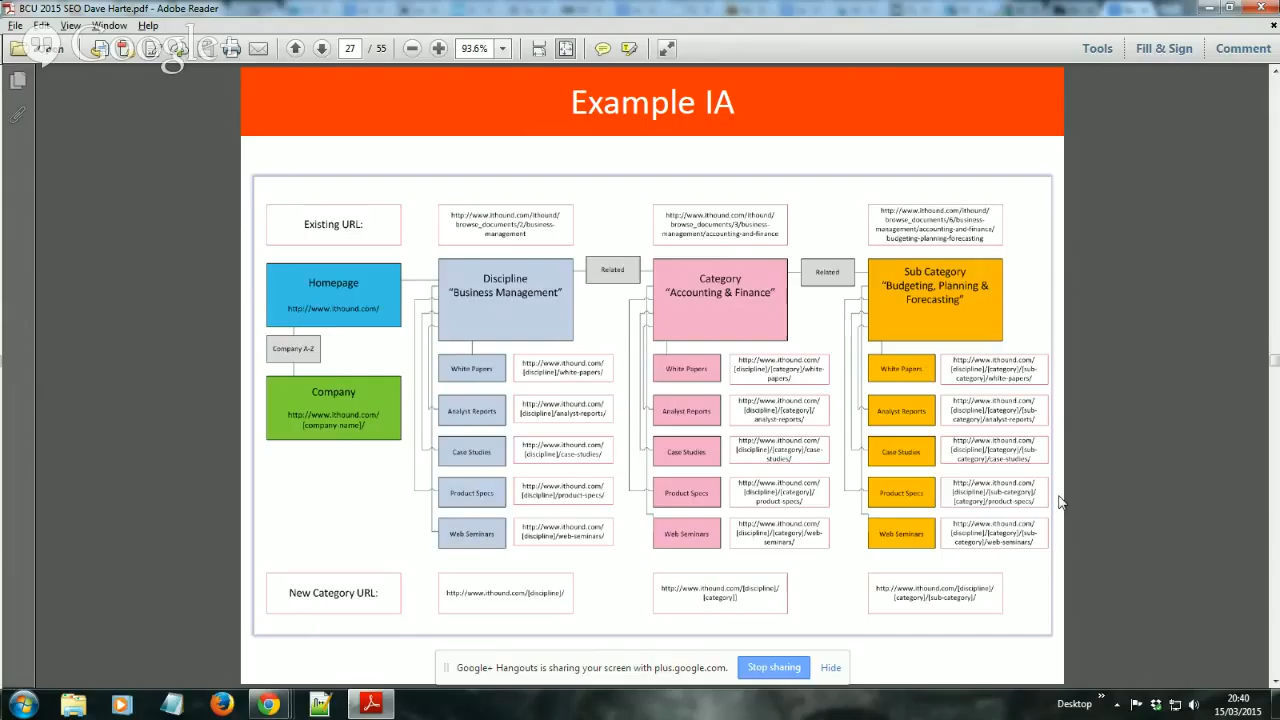 BCU 2015 SEO Dave Harte.pdf - Adobe Reader
File Edit View Window Help
Google
27 / 55
93.6%
Tools Fill & Sign Comment
Example IA
Existing URL:
http://www.ithound.com/ithound/
browse_documents/2/business-
management
http://www.ithound.com/ithound/
browse_documents/3/business-
management/accounting-and-finance
http://www.ithound.com/ithound/
browse_documents/6/business-
management/accounting-and-finance/
budgeting-planning-forecasting
Homepage
http://www.ithound.com/
Company A-Z
Company
http://www.ithound.com/
[company-name]/
Discipline
"Business Management"
Related
Category
"Accounting & Finance"
Related
Sub Category
"Budgeting, Planning &
Forecasting"
White Papers
http://www.ithound.com/
[discipline]/white-papers/
Analyst Reports
http://www.ithound.com/
[discipline]/analyst-reports/
Case Studies
http://www.ithound.com/
[discipline]/case-studies/
Product Specs
http://www.ithound.com/
[discipline]/product-specs/
Web Seminars
http://www.ithound.com/
[discipline]/web-seminars/
White Papers
http://www.ithound.com/
[discipline]/[category]/white-
papers/
Analyst Reports
http://www.ithound.com/
[discipline]/[category]/
analyst-reports/
Case Studies
http://www.ithound.com/
[discipline]/[category]/case-
studies/
Product Specs
http://www.ithound.com/
[discipline]/[category]/
product-specs/
Web Seminars
http://www.ithound.com/
[discipline]/[category]/web-
seminars/
White Papers
http://www.ithound.com/
[discipline]/[category]/[sub-
category]/white-papers/
Analyst Reports
http://www.ithound.com/
[discipline]/[category]/[sub-
category]/analyst-reports/
Case Studies
http://www.ithound.com/
[discipline]/[category]/[sub-
category]/case-studies/
Product Specs
http://www.ithound.com/
[discipline]/[sub-category]/
[category]/product-specs/
Web Seminars
http://www.ithound.com/
[discipline]/[category]/[sub-
category]/web-seminars/
New Category URL:
http://www.ithound.com/[discipline]/
http://www.ithound.com/[discipline]/
[category]]
http://www.ithound.com/[discipline]/
[category]/[sub-category]/
Google+ Hangouts is sharing your screen with plus.google.com.
Stop sharing
Hide
Desktop
20:40
15/03/2015